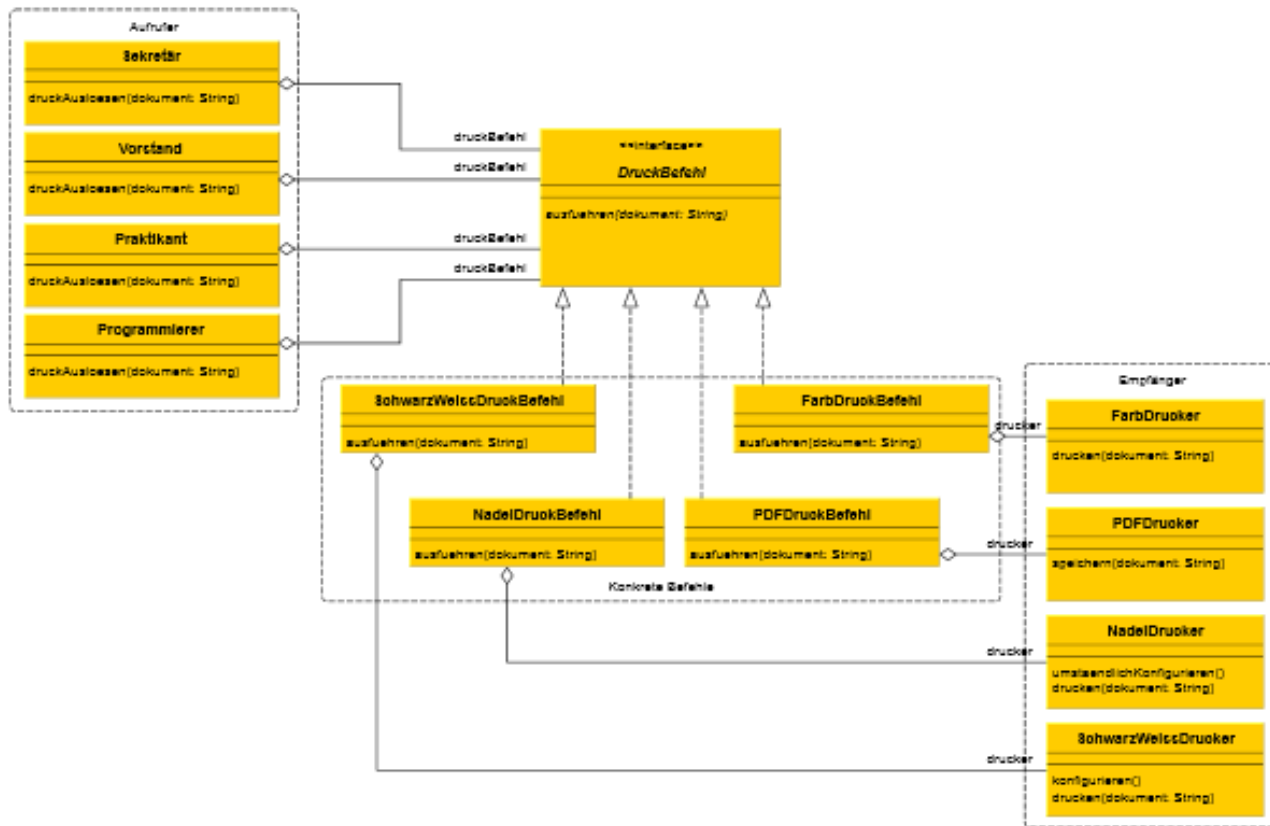 Aufrufer
Sekretär
druckAusloesen(dokument: String)
Vorstand
druckAusloesen(dokument: String)
Praktikant
druckAusloesen(dokument: String)
Programmierer
druckAusloesen(dokument: String)
druckBefehl
druckBefehl
druckBefehl
druckBefehl
**interface**
DruckBefehl
ausfuehren(dokument: String)
SchwarzWeissDruckBefehl
ausfuehren(dokument: String)
FarbDruckBefehl
ausfuehren(dokument: String)
NadelDruckBefehl
ausfuehren(dokument: String)
PDFDruckBefehl
ausfuehren(dokument: String)
Konkrete Befehle
Empfänger
drucker
FarbDrucker
drucken(dokument: String)
drucker
PDFDrucker
speichern(dokument: String)
drucker
NadelDrucker
umstaendlichKonfigurieren()
drucken(dokument: String)
drucker
SchwarzWeissDrucker
konfigurieren()
drucken(dokument: String)